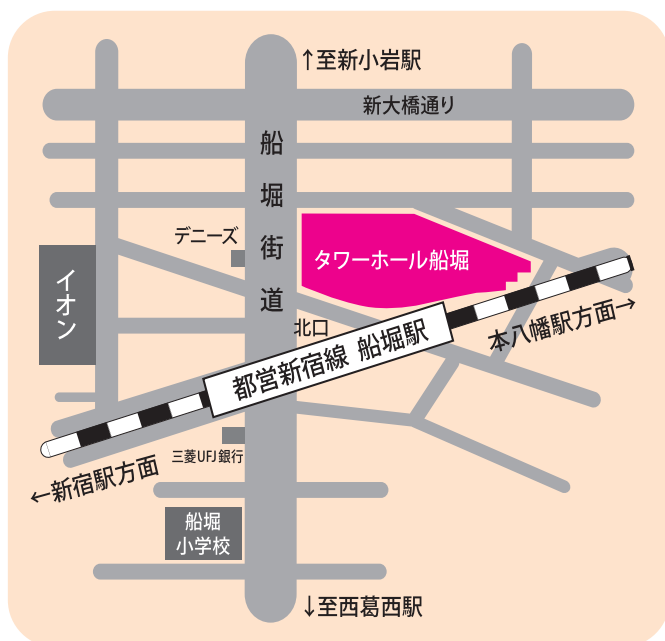 ↑至新小岩駅
新大橋通り
船堀街道
デニーズ
タワーホール船堀
イオン
北口
都営新宿線 船堀駅
本八幡駅方面→
三菱UFJ銀行
←新宿駅方面
船堀
小学校
↓至西葛西駅